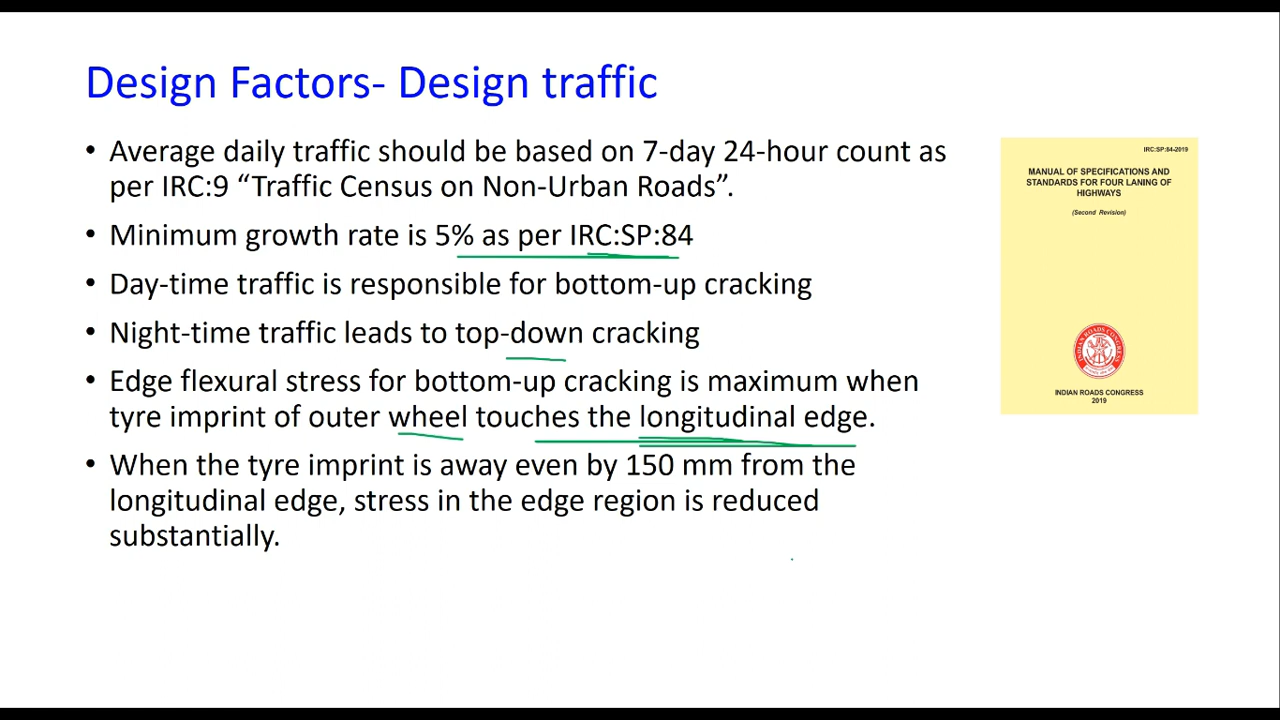 Design Factors- Design traffic
• Average daily traffic should be based on 7-day 24-hour count as
per IRC:9 “Traffic Census on Non-Urban Roads”.
• Minimum growth rate is 5% as per IRC:SP:84
• Day-time traffic is responsible for bottom-up cracking
• Night-time traffic leads to top-down cracking
• Edge flexural stress for bottom-up cracking is maximum when
tyre imprint of outer wheel touches the longitudinal edge.
• When the tyre imprint is away even by 150 mm from the
longitudinal edge, stress in the edge region is reduced
substantially.
IRC:SP:84-2019
MANUAL OF SPECIFICATIONS AND
STANDARDS FOR FOUR LANING OF
HIGHWAYS
(Second Revision)
INDIAN ROADS CONGRESS
INDIAN ROADS CONGRESS
2019